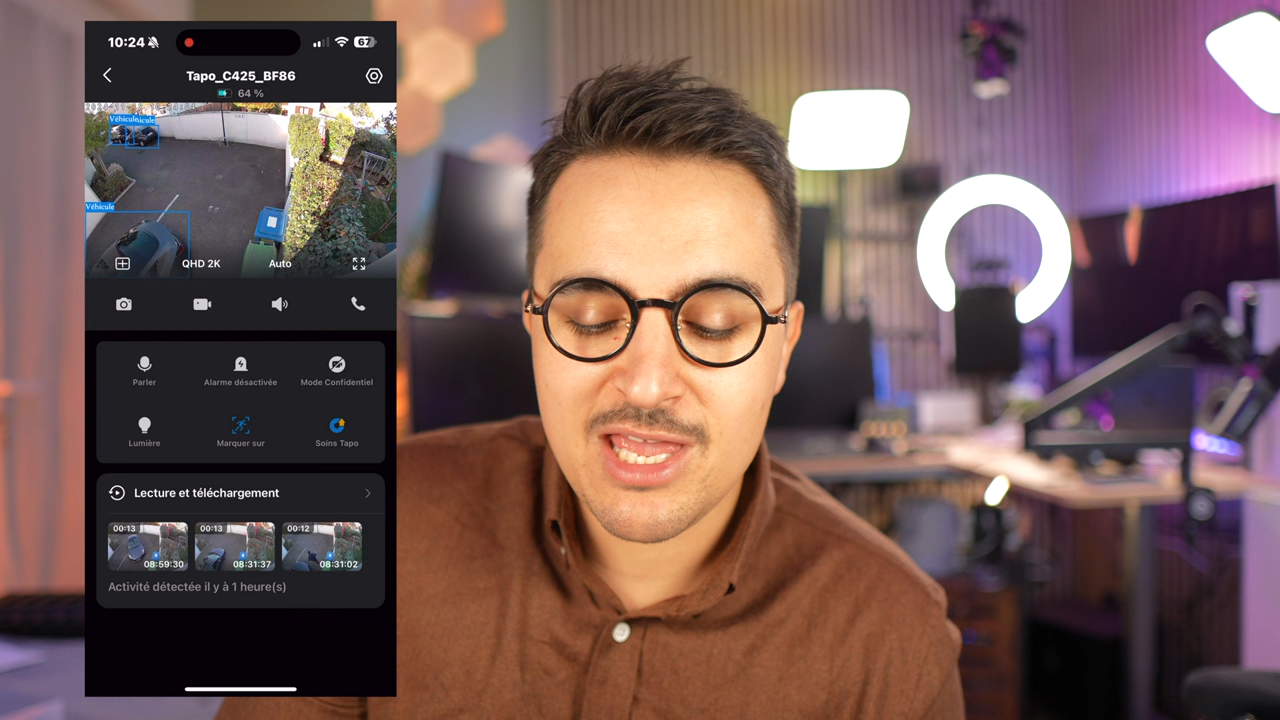 10:24
67
Tapo_C425_BF86
64 %
Véhicule
Véhicule
QHD 2K
Auto
Parler
Alarme désactivée
Mode Confidentiel
Lumière
Marquer sur
Soins Tapo
Lecture et téléchargement
00:13
00:13
00:12
08:59:30
08:31:37
08:31:02
Activité détectée il y à 1 heure(s)